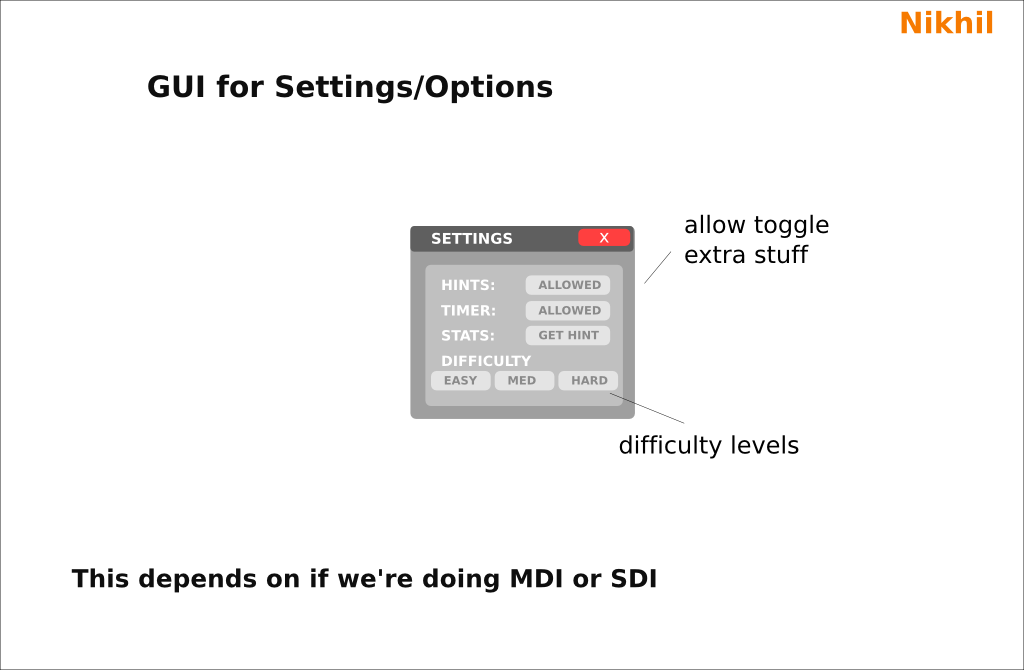 Nikhil
GUI for Settings/Options
allow toggle
extra stuff
SETTINGS X
HINTS: ALLOWED
TIMER: ALLOWED
STATS: GET HINT
DIFFICULTY
EASY MED HARD
difficulty levels
This depends on if we're doing MDI or SDI